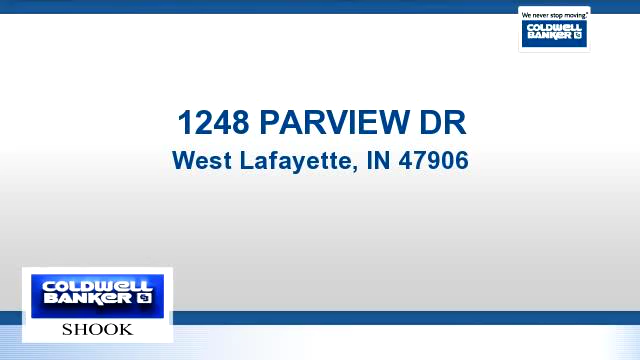 We never stop moving.®
COLDWELL
BANKER
1248 PARVIEW DR
West Lafayette, IN 47906
COLDWELL
BANKER
SHOOK